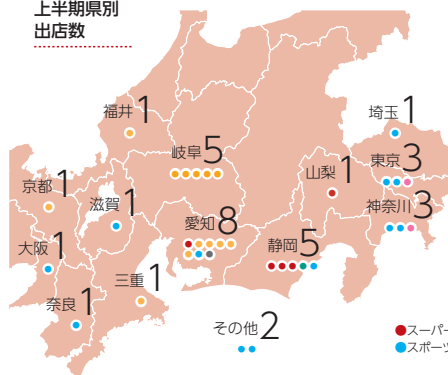 上半期県別
出店数
福井1
埼玉1
岐阜5
東京3
山梨1
京都1
滋賀1
神奈川3
愛知8
大阪1
静岡5
三重1
奈良1
その他2
●スーパー
●スポーツ